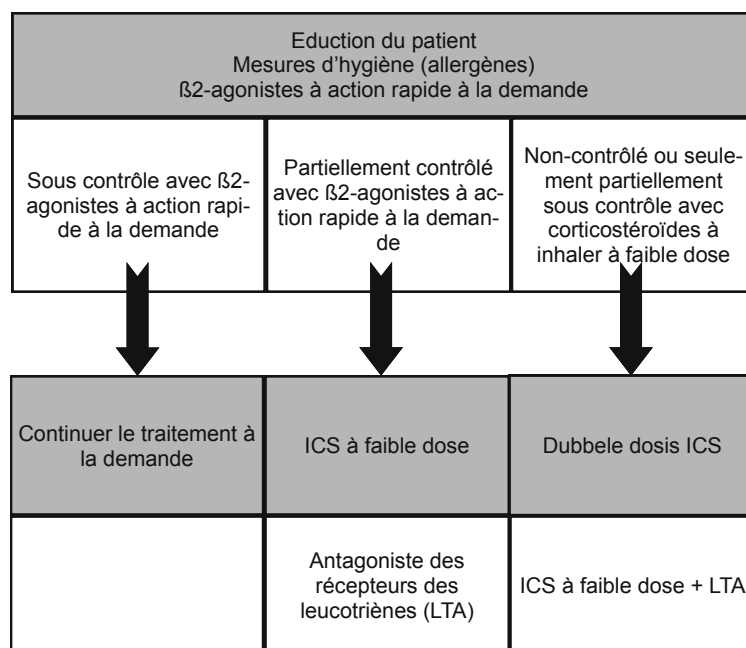 Eduction du patient
Mesures d'hygiène (allergènes)
ß2-agonistes à action rapide à la demande
Sous contrôle avec ß2-
agonistes à action rapi-
de à la demande
Partiellement contrôlé
avec ß2-agonistes à ac-
tion rapide à la deman-
de
Non-contrôlé ou seule-
ment partiellement
sous contrôle avec
corticostéroïdes à
inhaler à faible dose
Continuer le traitement à
la demande
ICS à faible dose
Dubbele dosis ICS
Antagoniste des
récepteurs des
leucotriènes (LTA)
ICS à faible dose + LTA